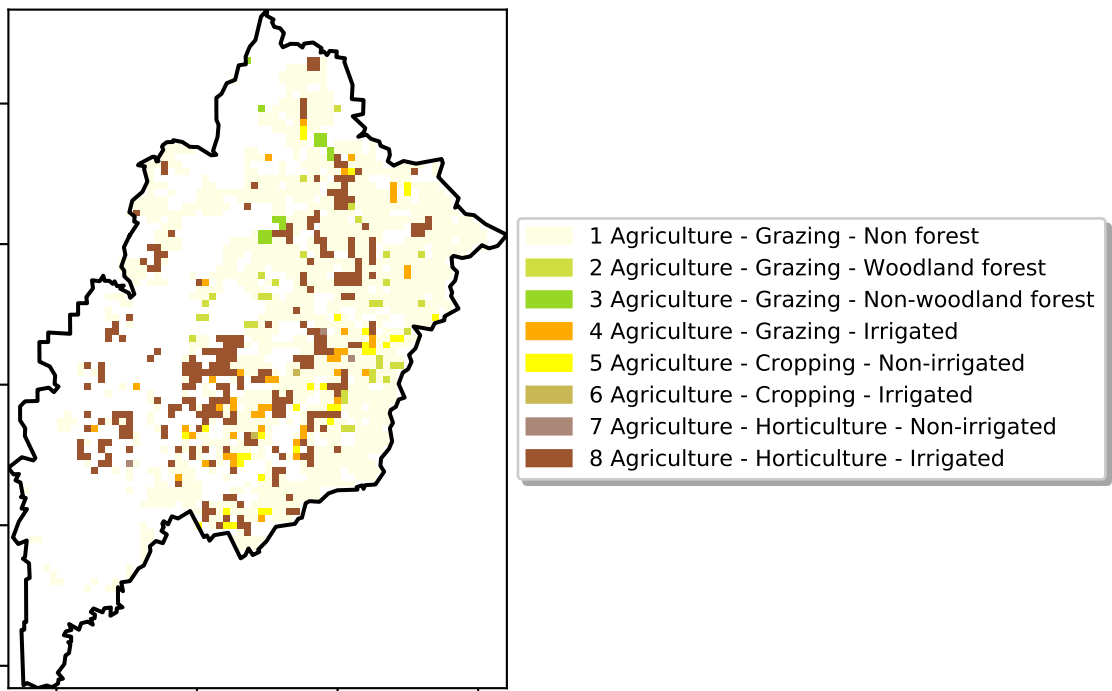 1 Agriculture - Grazing - Non forest
2 Agriculture - Grazing - Woodland forest
3 Agriculture - Grazing - Non-woodland forest
4 Agriculture - Grazing - Irrigated
5 Agriculture - Cropping - Non-irrigated
6 Agriculture - Cropping - Irrigated
7 Agriculture - Horticulture - Non-irrigated
8 Agriculture - Horticulture - Irrigated